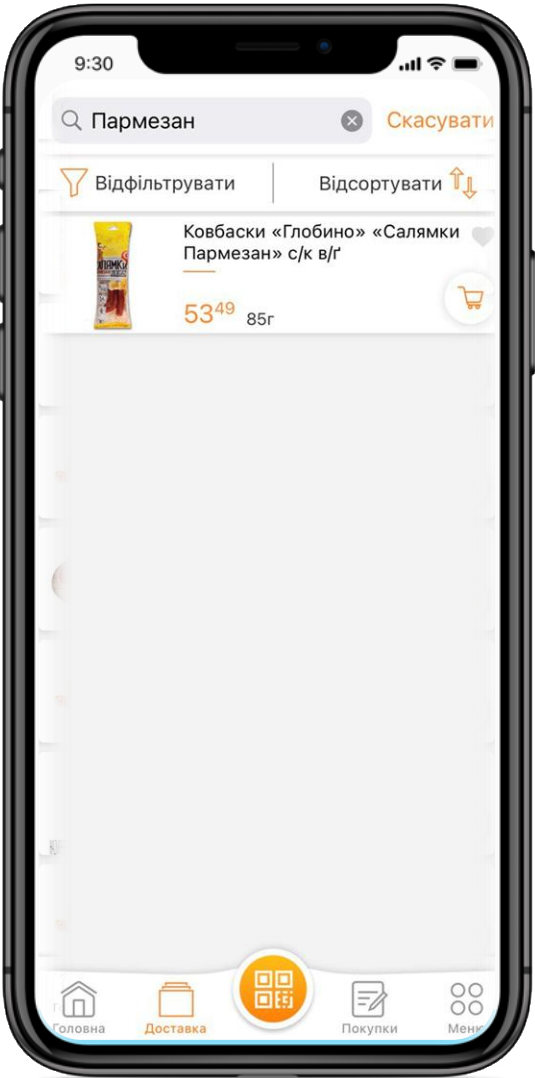 9:30
Пармезан
Скасувати
Відфільтрувати
Відсортувати
Ковбаски «Глобино» «Салямки
Пармезан» с/к в/ґ
53⁴⁹ 85г
Головна
Доставка
Покупки
Меню